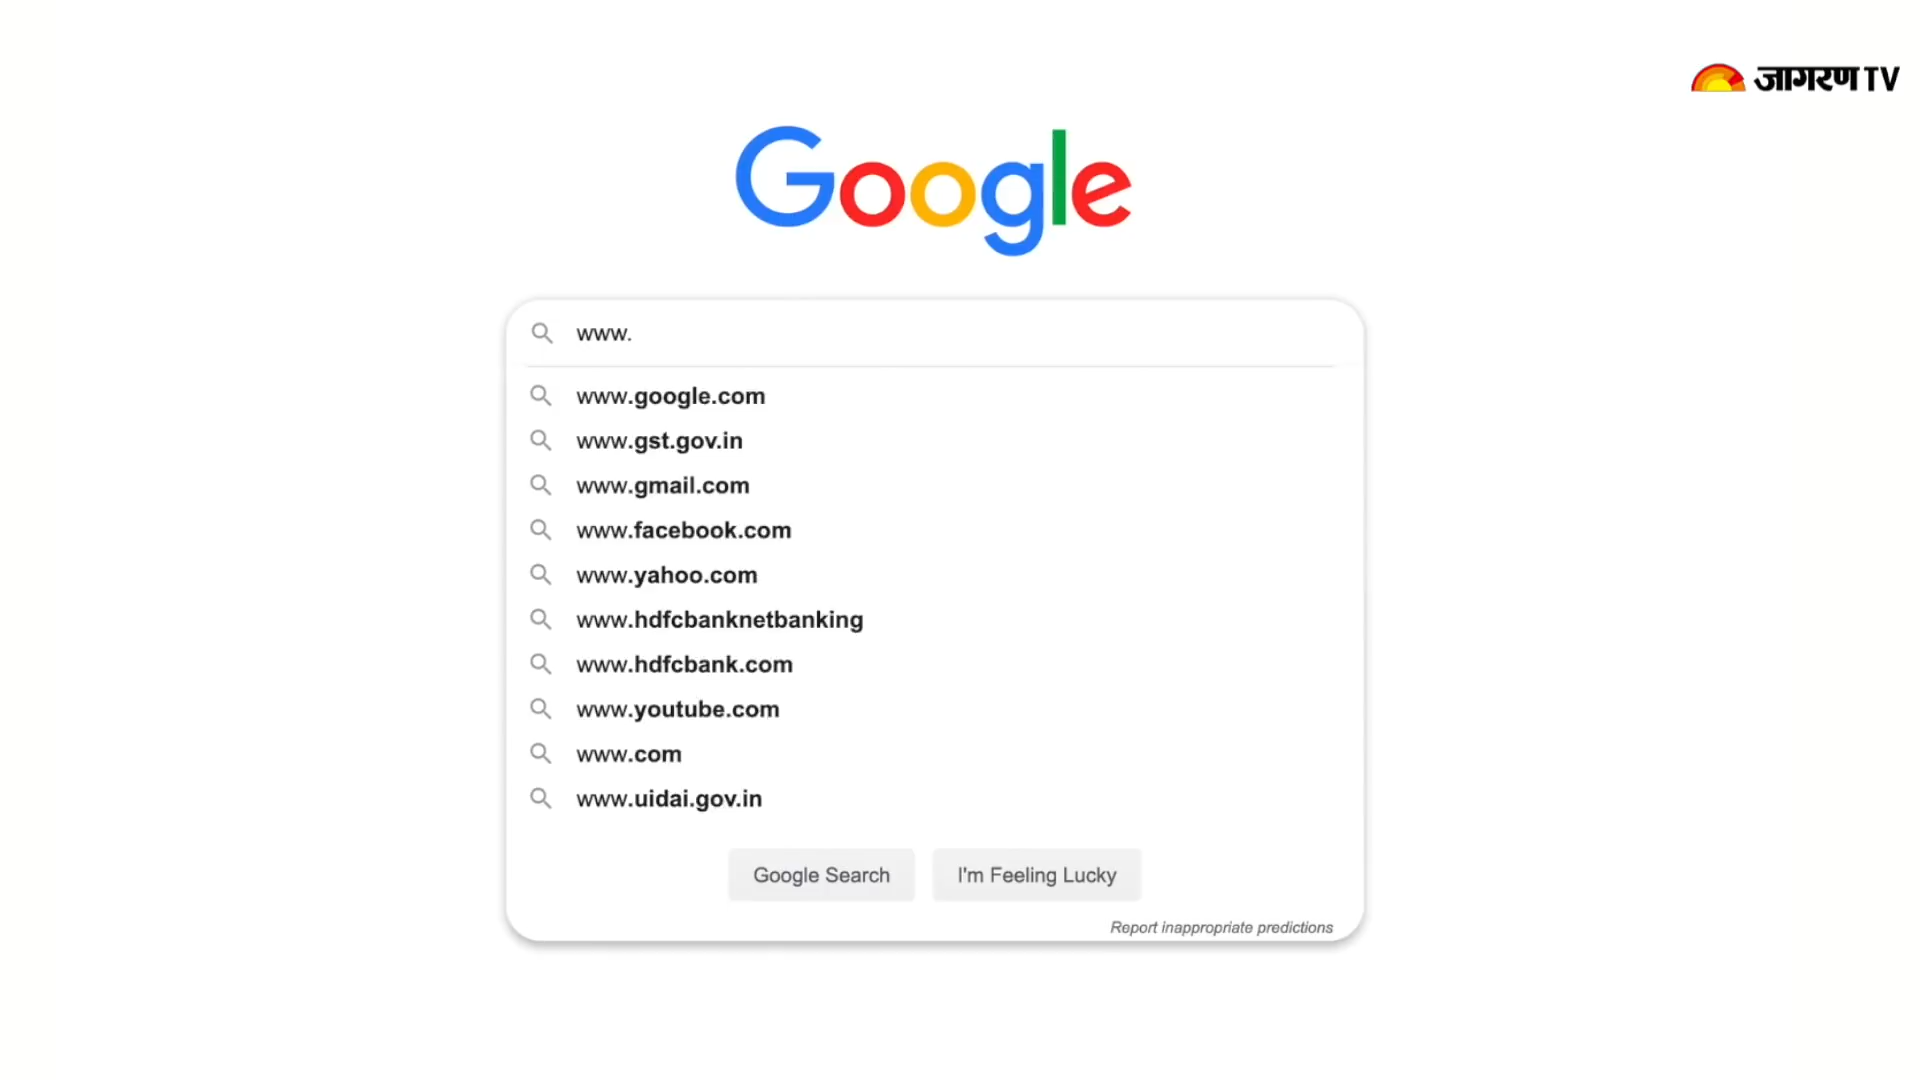 जागरण TV
Google
www.
www.google.com
www.gst.gov.in
www.gmail.com
www.facebook.com
www.yahoo.com
www.hdfcbanknetbanking
www.hdfcbank.com
www.youtube.com
www.com
www.uidai.gov.in
Google Search
I'm Feeling Lucky
Report inappropriate predictions